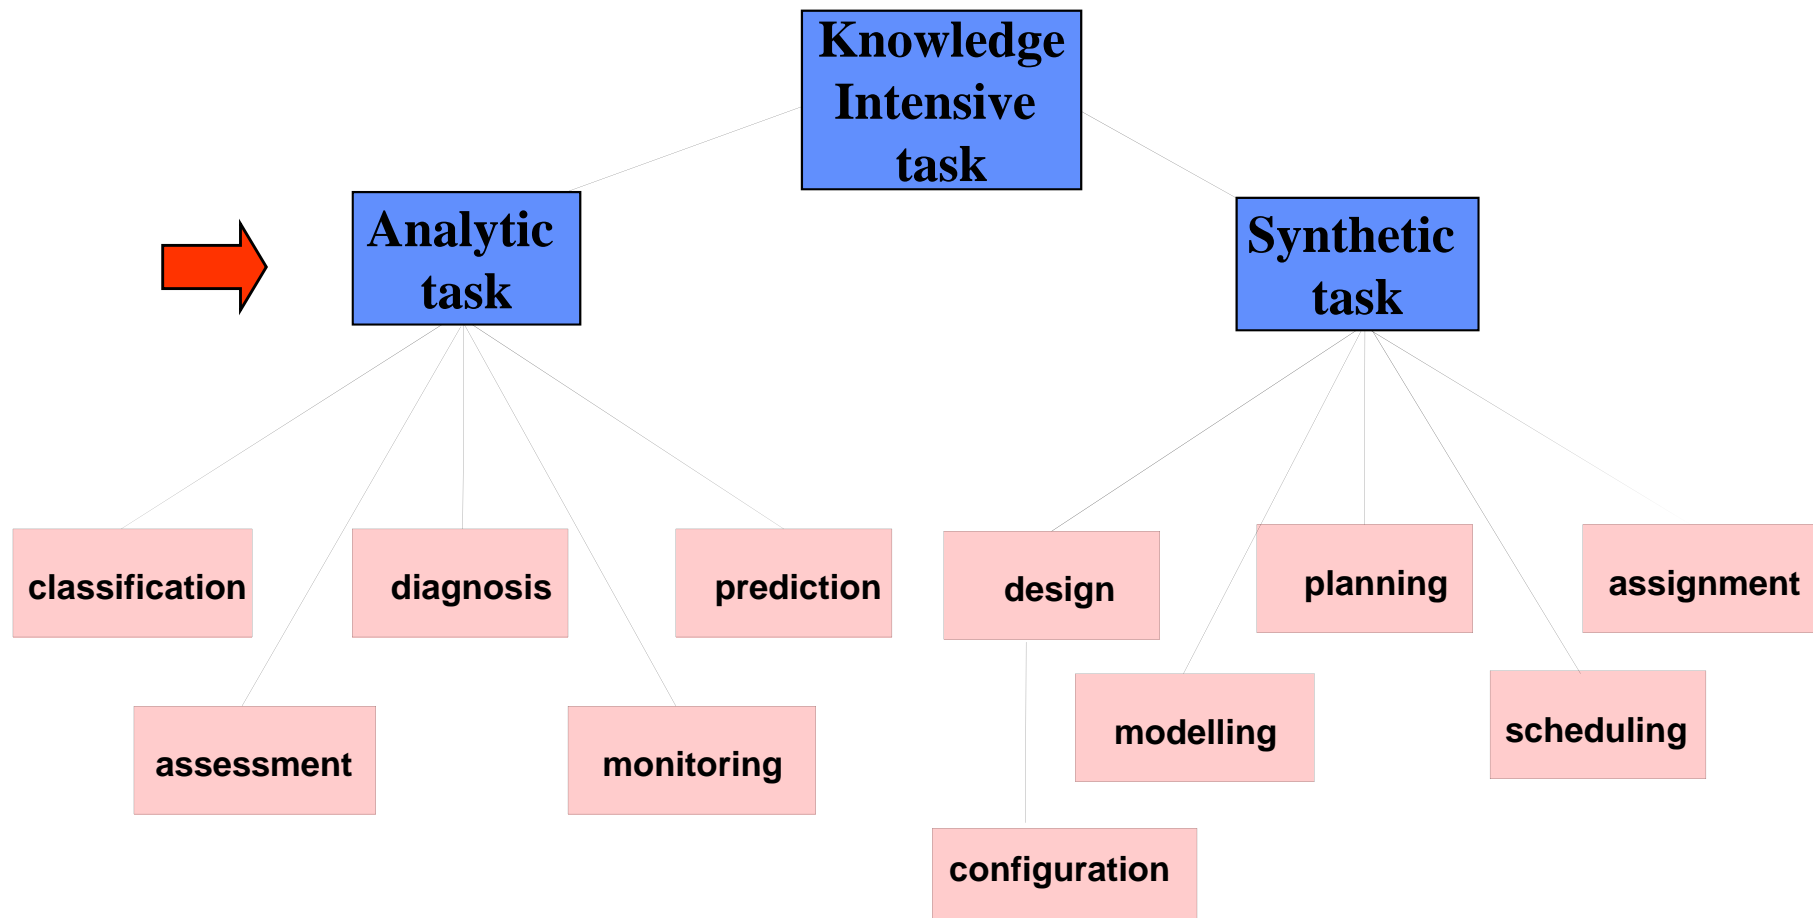 Knowledge
Intensive
task
Analytic
task
Synthetic
task
classification
diagnosis
prediction
design
planning
assignment
assessment
monitoring
modelling
scheduling
configuration